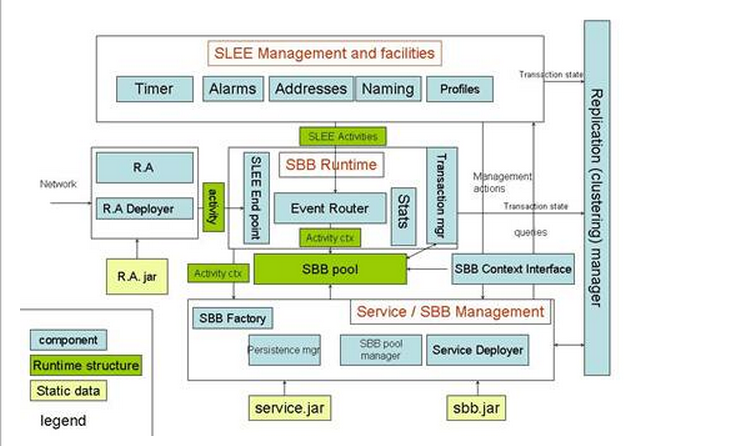 SLEE Management and facilities
Timer
Alarms
Addresses
Naming
Profiles
Transaction state
SLEE Activities
R.A
R.A Deployer
Network
activity
SLEE End point
SBB Runtime
Event Router
Stats
Transaction mgr
Management
actions
Transaction state
queries
Replication (clustering) manager
Activity ctx
R.A. jar
Activity ctx
SBB pool
SBB Context Interface
SBB Factory
Service / SBB Management
Persistence mgr
SBB pool
manager
Service Deployer
component
Runtime structure
Static data
legend
service.jar
sbb.jar